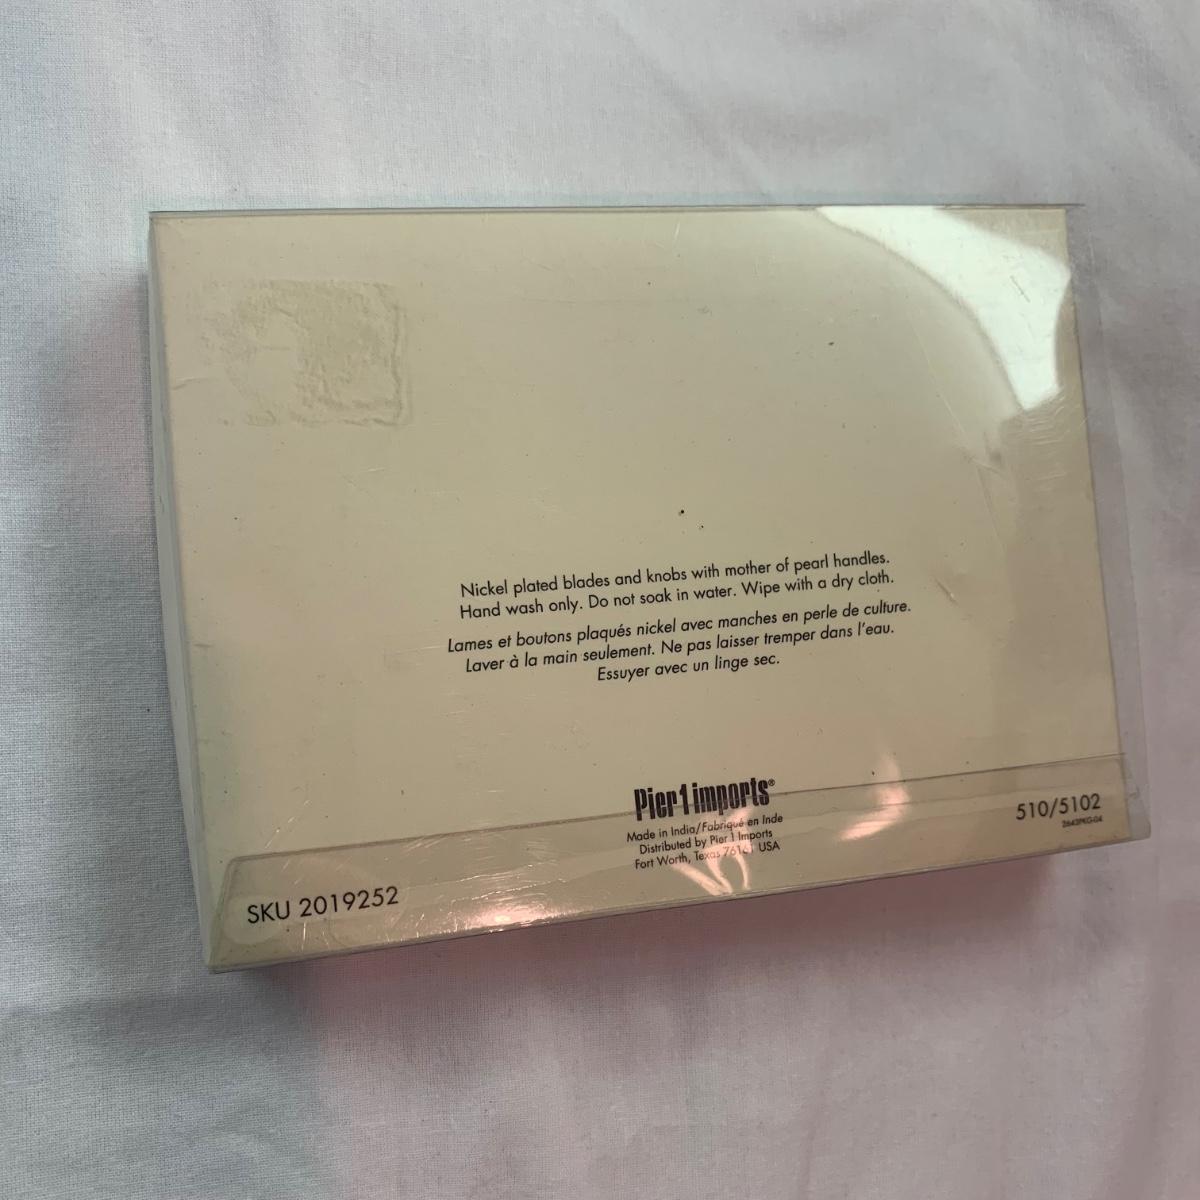 Nickel plated blades and knobs with mother of pearl handles.
Hand wash only. Do not soak in water. Wipe with a dry cloth.
Lames et boutons plaqués nickel avec manches en perle de culture.
Laver à la main seulement. Ne pas laisser tremper dans l'eau.
Essuyer avec un linge sec.
Pier 1 imports®
Made in India/Fabriqué en Inde
Distributed by Pier 1 Imports
Fort Worth, Texas 76161 USA
510/5102
2643PKG-04
SKU 2019252